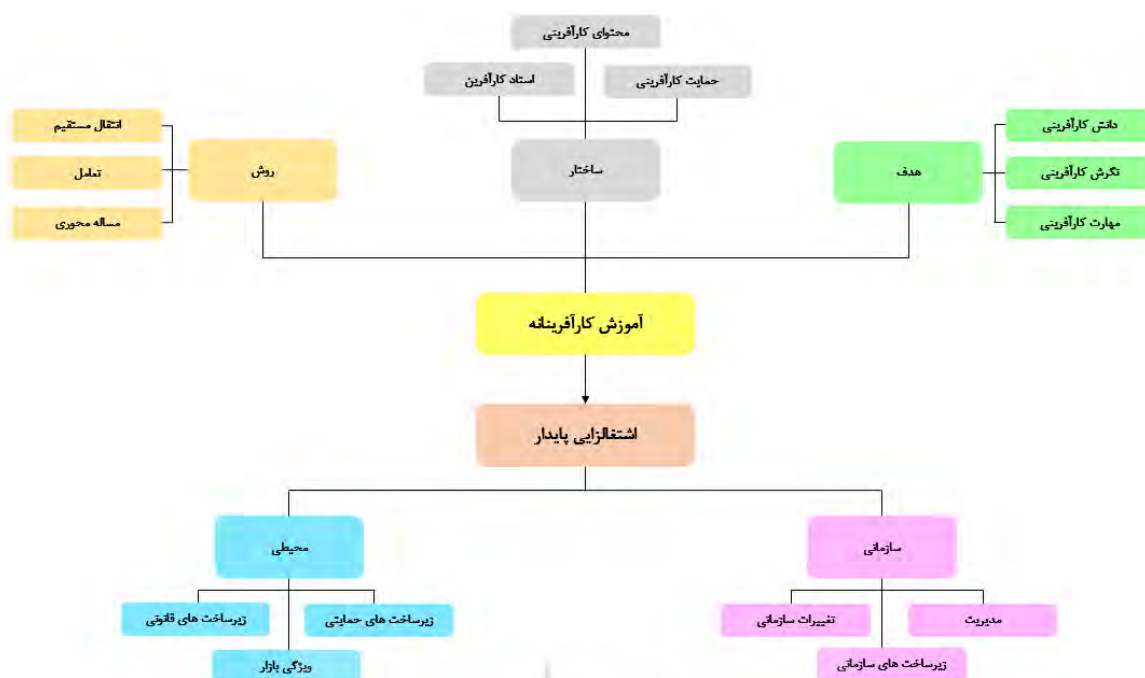 محتوای کارآفرینی
حمایت کارآفرینی
استاد کارآفرین
دانش کارآفرینی
نگرش کارآفرینی
مهارت کارآفرینی
هدف
ساختار
روش
انتقال مستقیم
تعامل
مساله محوری
آموزش کارآفرینانه
اشتغالزایی پایدار
سازمانی
محیطی
مدیریت
تغییرات سازمانی
زیرساخت های سازمانی
زیرساخت های حمایتی
زیرساخت های قانونی
ویژگی بازار